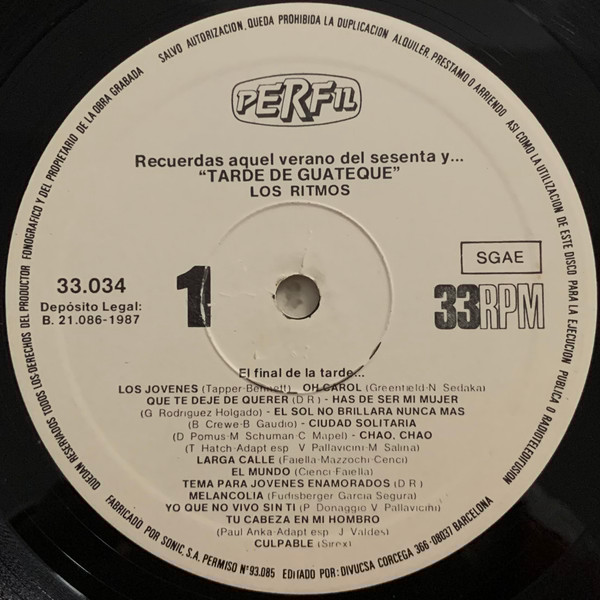 SALVO AUTORIZACION, QUEDA PROHIBIDA LA DUPLICACION, ALQUILER, PRESTAMO O ARRIENDO, ASI COMO LA UTILIZACION DE ESTE DISCO PARA LA EJECUCION PUBLICA O RADIOTELEDIFUSION
PERFIL
Recuerdas aquel verano del sesenta y...
"TARDE DE GUATEQUE"
LOS RITMOS
33.034
Depósito Legal:
B. 21.086-1987
1
SGAE
33RPM
El final de la tarde...
LOS JOVENES (Tapper-Bennett) OH CAROL (Greenfield-N. Sedaka)
QUE TE DEJE DE QUERER (D R ) - HAS DE SER MI MUJER
(G Rodriguez Holgado) - EL SOL NO BRILLARA NUNCA MAS
(B Crewe-B Gaudio) - CIUDAD SOLITARIA
(D Pomus-M Schuman-C Mapel) - CHAO, CHAO
(T Hatch-Adapt esp V Pallavicini-M Salina)
LARGA CALLE (Faiella-Mazzochi-Cenci)
EL MUNDO (Cienci-Faiella)
TEMA PARA JOVENES ENAMORADOS (D R )
MELANCOLIA (Furlisberger Garcia Segura)
YO QUE NO VIVO SIN TI (P Donaggio V Pallavicini)
TU CABEZA EN MI HOMBRO
(Paul Anka-Adapt esp J Valdes)
CULPABLE (Sirex)
QUEDAN RESERVADOS TODOS LOS DERECHOS DEL PRODUCTOR FONOGRAFICO Y DEL PROPIETARIO DE LA OBRA GRABADA
FABRICADO POR SONIC, S.A. PERMISO Nº 93.085 EDITADO POR: DIVUCSA CORCEGA 366 - 08037 BARCELONA